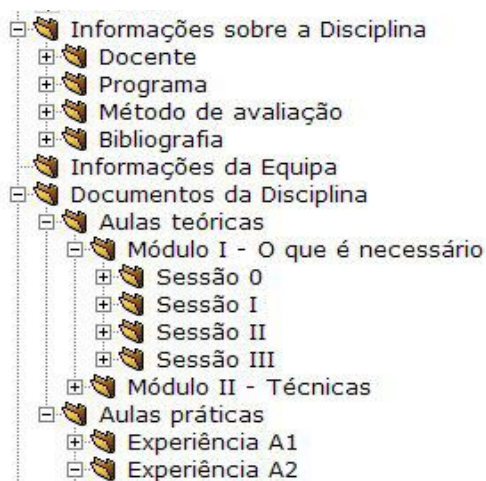 Informações sobre a Disciplina
Docente
Programa
Método de avaliação
Bibliografia
Informações da Equipa
Documentos da Disciplina
Aulas teóricas
Módulo I - O que é necessário
Sessão 0
Sessão I
Sessão II
Sessão III
Módulo II - Técnicas
Aulas práticas
Experiência A1
Experiência A2